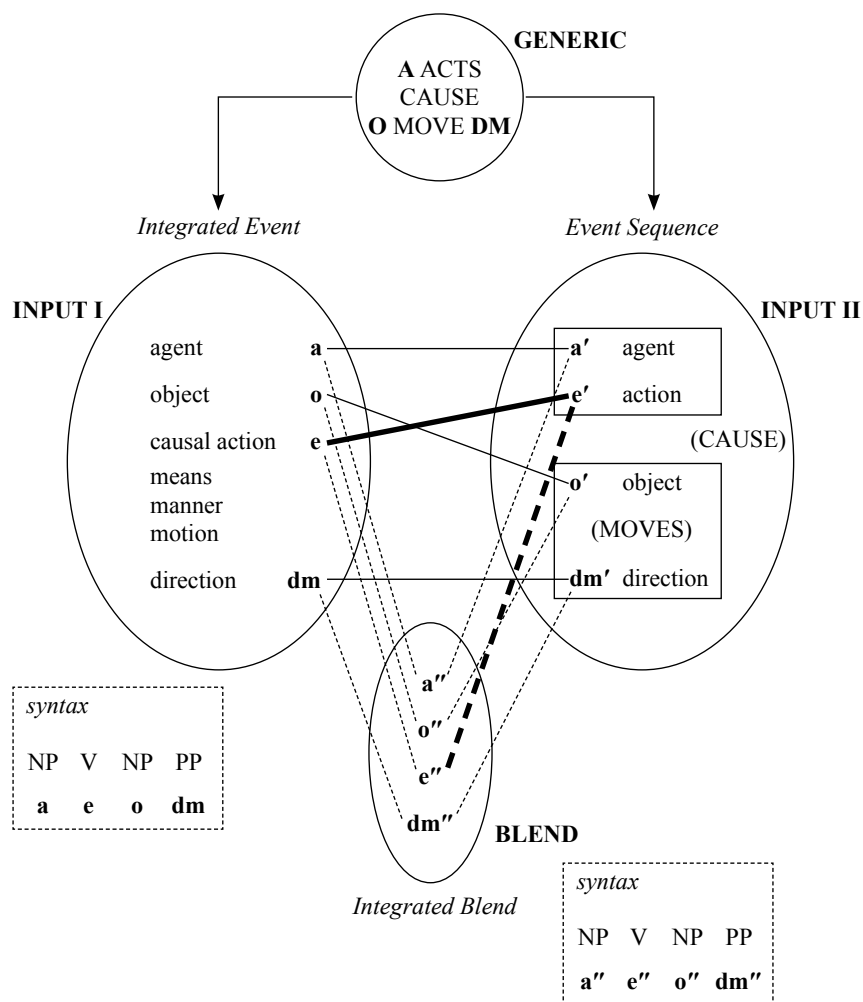 GENERIC
A ACTS
CAUSE
O MOVE DM
Integrated Event
Event Sequence
INPUT I
INPUT II
agent a
object o
causal action e
means
manner
motion
direction dm
a′ agent
e′ action
(CAUSE)
o′ object
(MOVES)
dm′ direction
a″
o″
e″
dm″
BLEND
Integrated Blend
syntax
NP V NP PP
a e o dm
syntax
NP V NP PP
a″ e″ o″ dm″